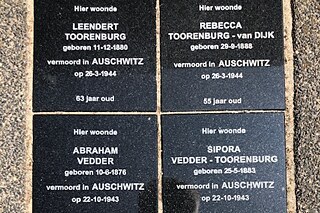 Hier woonde
LEENDERT
TOORENBURG
geboren 11-12-1880
vermoord in AUSCHWITZ
op 26-3-1944
63 jaar oud
Hier woonde
REBECCA
TOORENBURG - van DIJK
geboren 29-9-1888
vermoord in AUSCHWITZ
op 26-3-1944
55 jaar oud
Hier woonde
ABRAHAM
VEDDER
geboren 10-6-1876
vermoord in AUSCHWITZ
op 22-10-1943
Hier woonde
SIPORA
VEDDER - TOORENBURG
geboren 25-5-1883
vermoord in AUSCHWITZ
op 22-10-1943